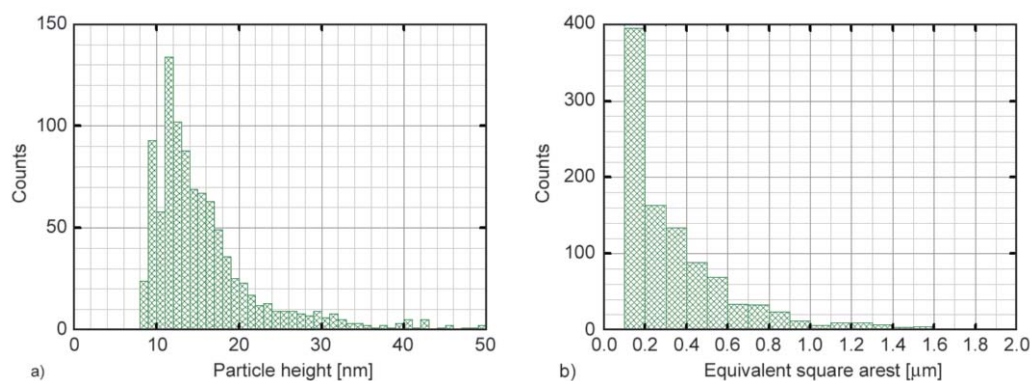 150
100
50
0
Counts
0 10 20 30 40 50
Particle height [nm]
a)
400
300
200
100
0
Counts
0.0 0.2 0.4 0.6 0.8 1.0 1.2 1.4 1.6 1.8 2.0
Equivalent square arest [μm]
b)